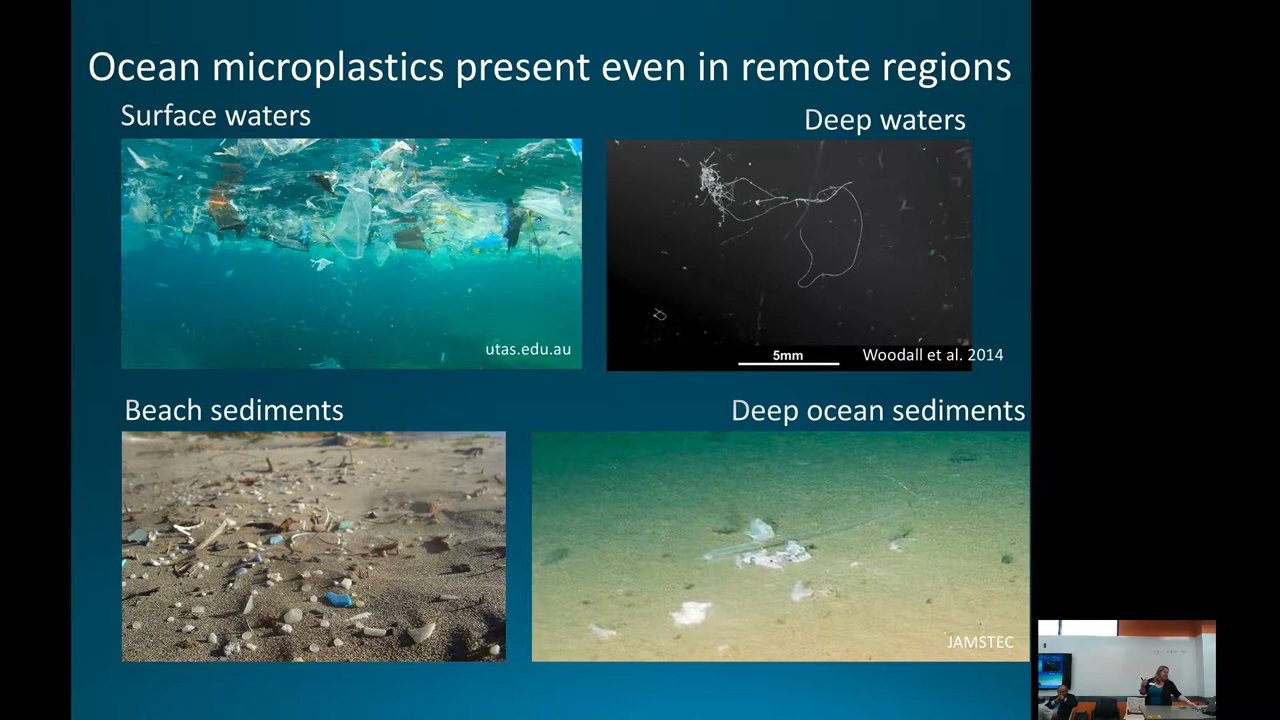 Ocean microplastics present even in remote regions
Surface waters
Deep waters
utas.edu.au
5mm
Woodall et al. 2014
Beach sediments
Deep ocean sediments
JAMSTEC